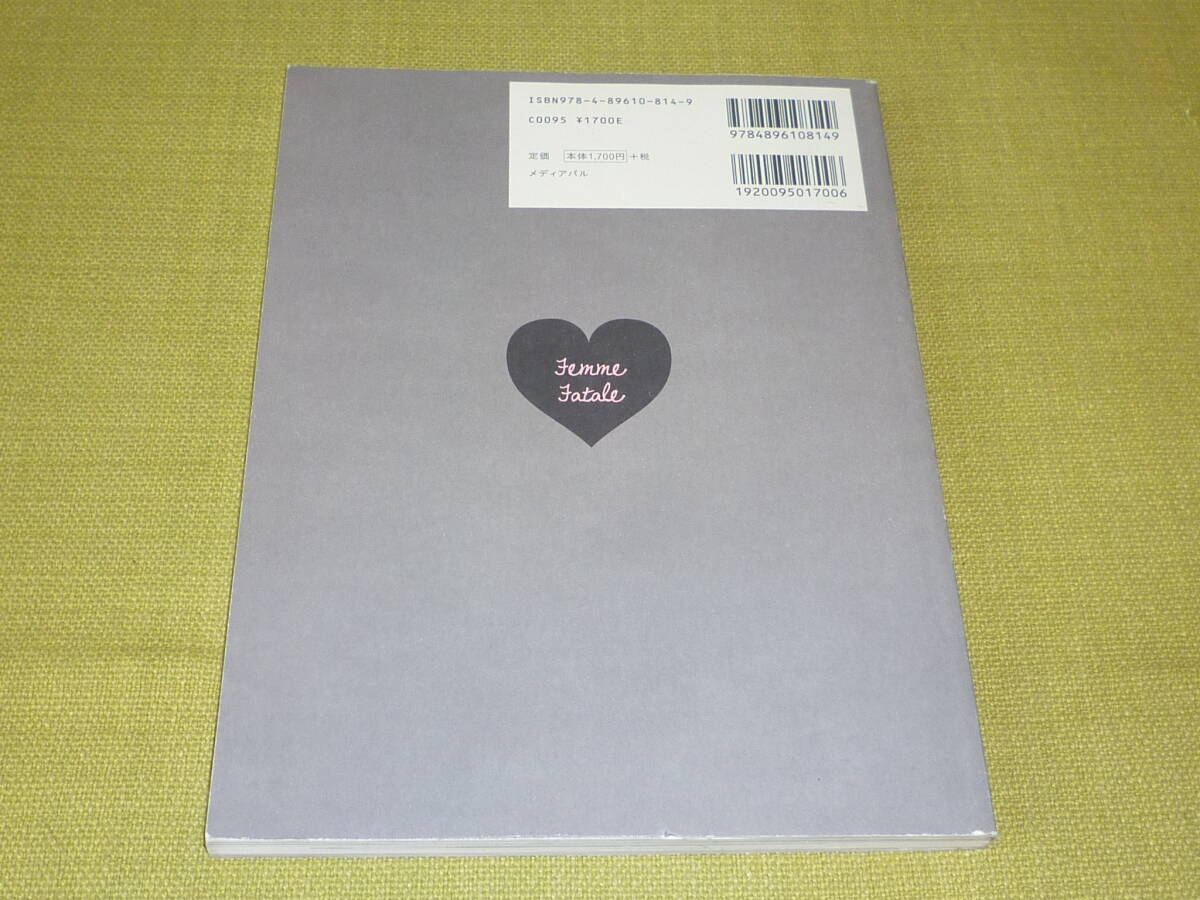 ISBN978-4-89610-814-9
C0095 ¥1700E
定価 本体1,700円 +税
メディアパル
9784896108149
1920095017006
Femme
Fatale